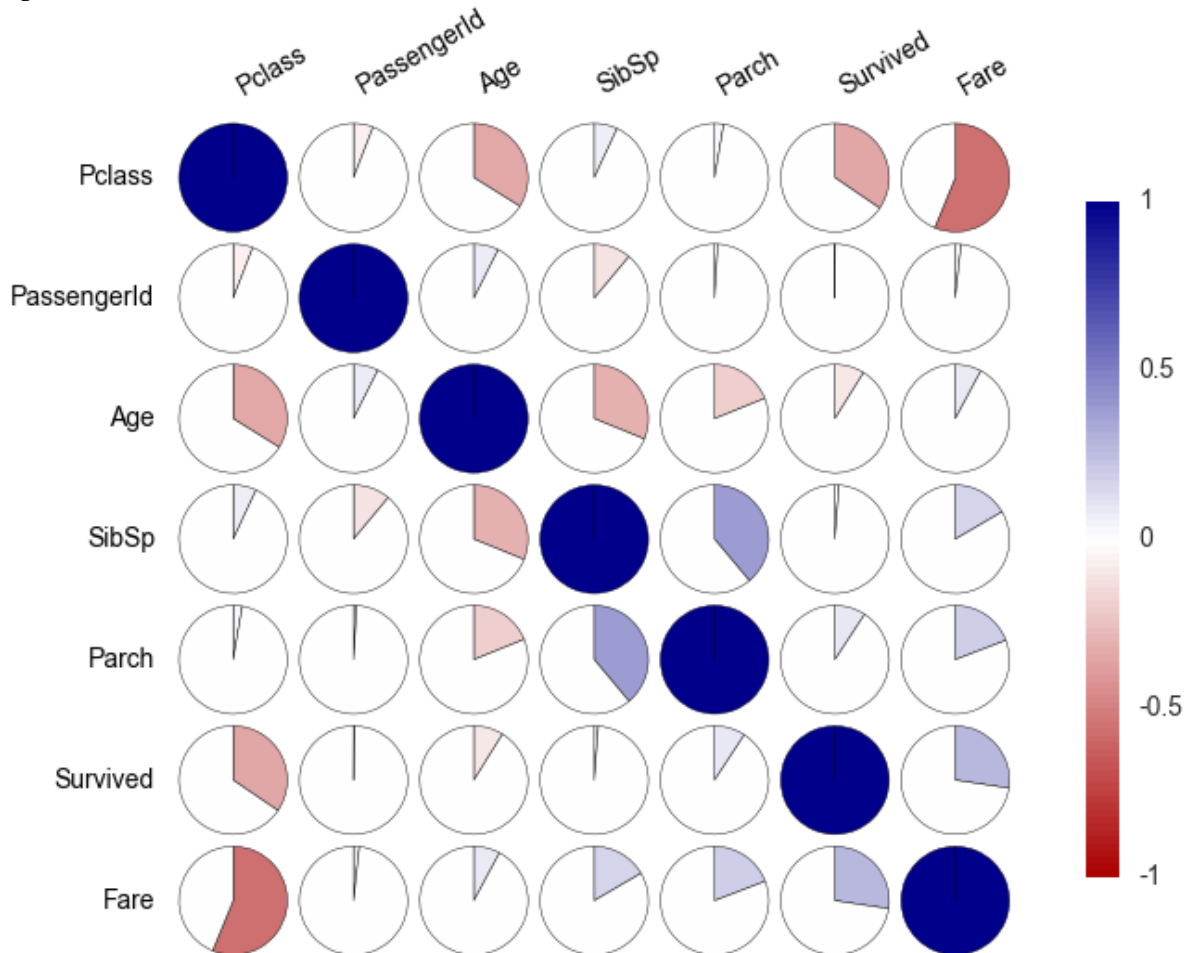 Pclass PassengerId Age SibSp Parch Survived Fare
Pclass
PassengerId
Age
SibSp
Parch
Survived
Fare
1
0.5
0
-0.5
-1